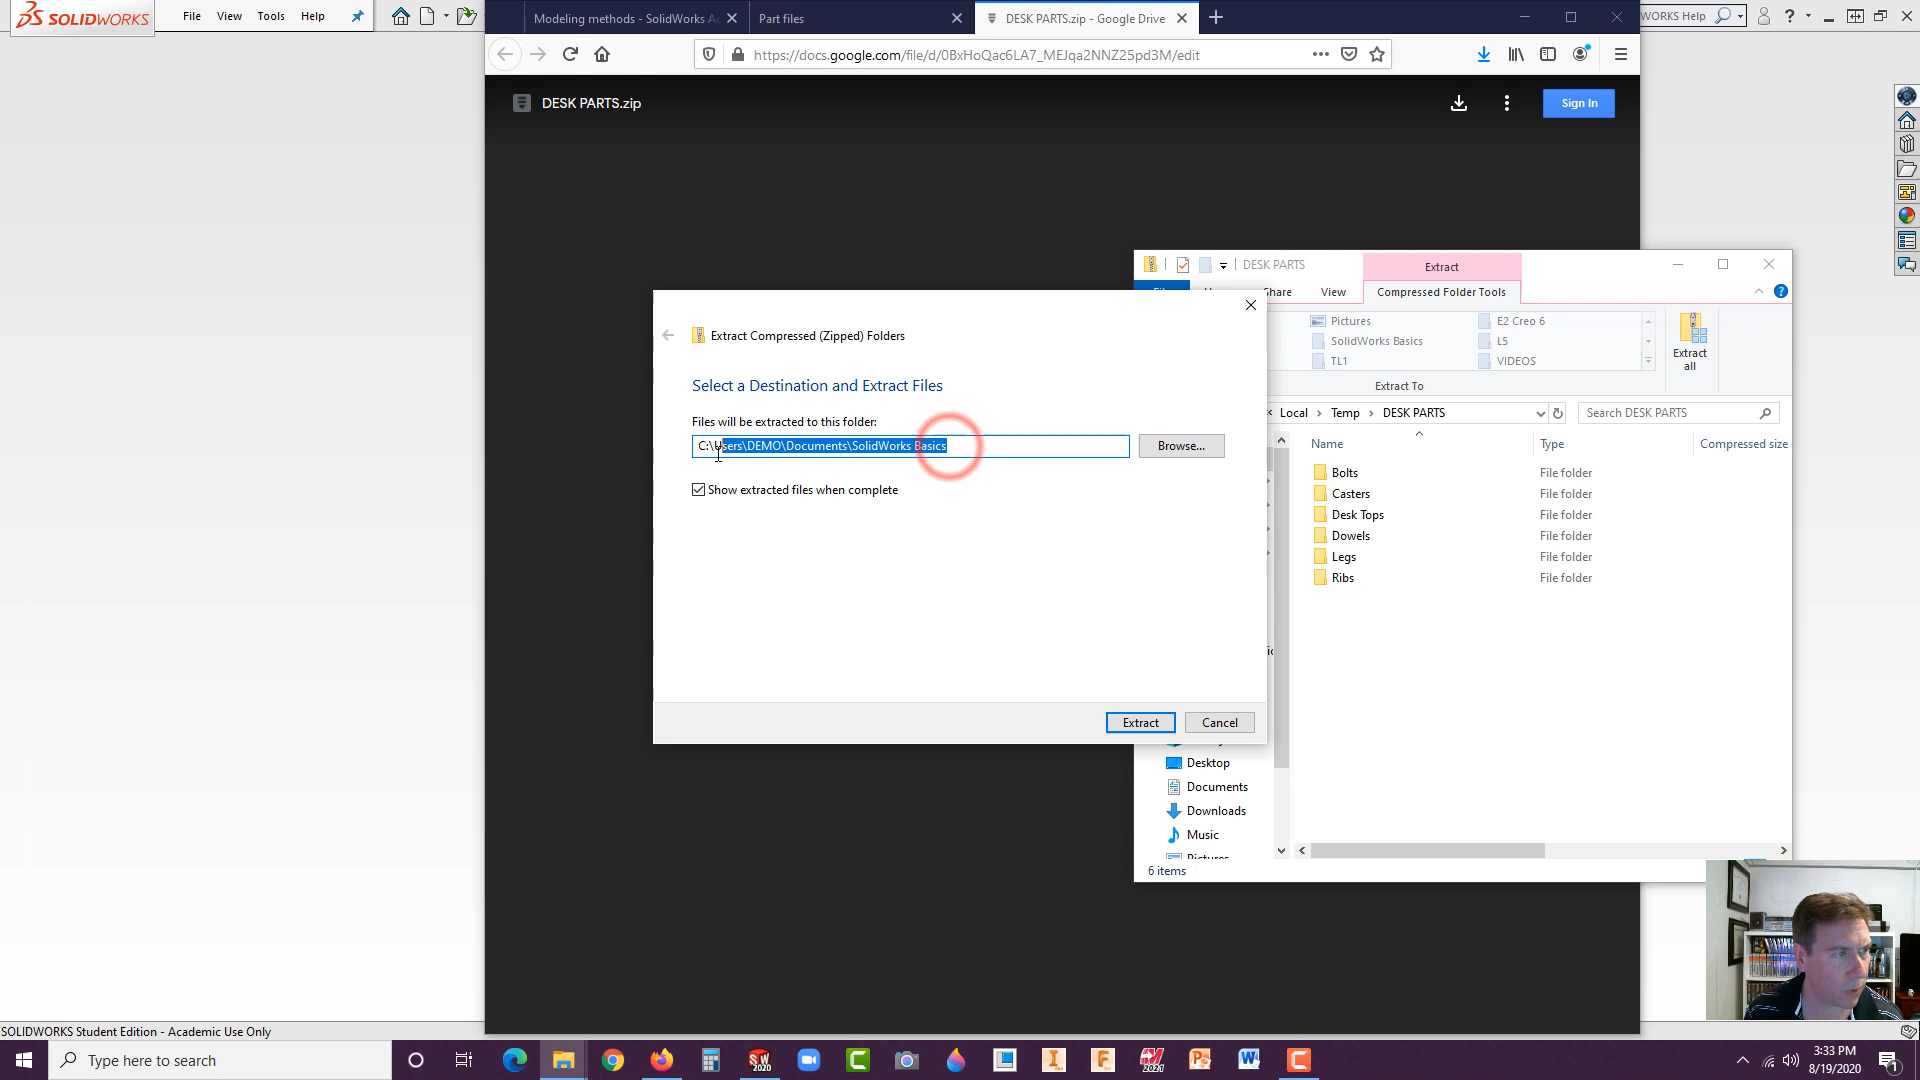 SOLIDWORKS
File
View
Tools
Help
Modeling methods - SolidWorks A
Part files
DESK PARTS.zip - Google Drive
WORKS Help
https://docs.google.com/file/d/0BxHoQac6LA7_MEJqa2NNZ25pd3M/edit
DESK PARTS.zip
Sign In
DESK PARTS
Extract
Share
View
Compressed Folder Tools
Pictures
SolidWorks Basics
TL1
E2 Creo 6
L5
VIDEOS
Extract
all
Extract To
Local
Temp
DESK PARTS
Search DESK PARTS
Name
Type
Compressed size
Bolts
File folder
Casters
File folder
Desk Tops
File folder
Dowels
File folder
Legs
File folder
Ribs
File folder
Extract Compressed (Zipped) Folders
Select a Destination and Extract Files
Files will be extracted to this folder:
C:\Users\DEMO\Documents\SolidWorks Basics
Browse...
Show extracted files when complete
Extract
Cancel
Desktop
Documents
Downloads
Music
Pictures
6 items
SOLIDWORKS Student Edition - Academic Use Only
Type here to search
SW
2020
2021
3:33 PM
8/19/2020
1